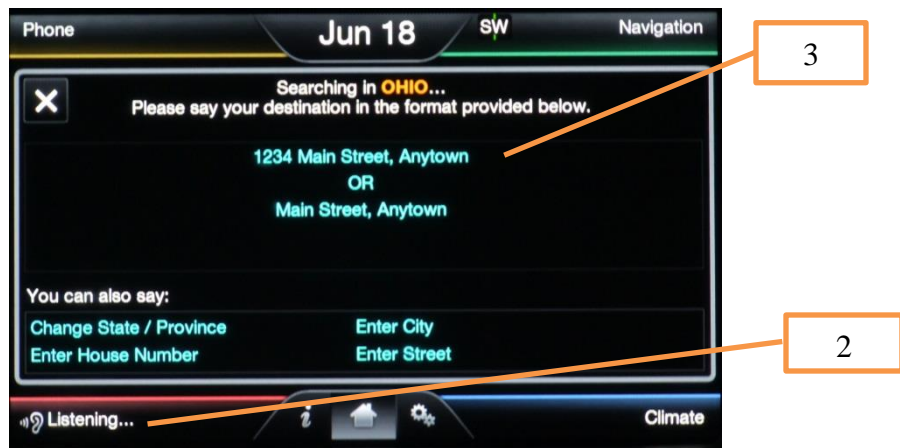 Phone
Jun 18
SW
Navigation
3
Searching in OHIO...
Please say your destination in the format provided below.
1234 Main Street, Anytown
OR
Main Street, Anytown
You can also say:
Change State / Province
Enter City
Enter House Number
Enter Street
2
Listening...
i
Climate